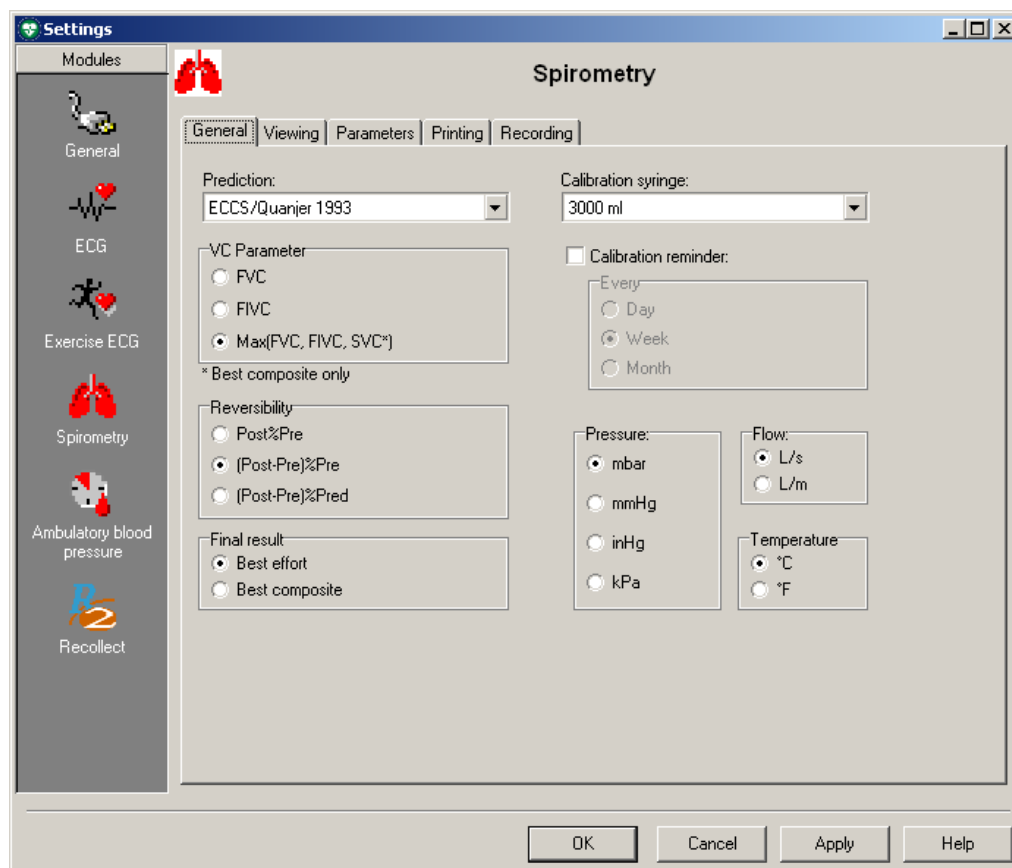 Settings
Modules
General
ECG
Exercise ECG
Spirometry
Ambulatory blood
pressure
Recollect
Spirometry
General Viewing Parameters Printing Recording
Prediction:
ECCS/Quanjer 1993
VC Parameter
FVC
FIVC
Max(FVC, FIVC, SVC*)
* Best composite only
Reversibility
Post%Pre
(Post-Pre)%Pre
(Post-Pre)%Pred
Final result
Best effort
Best composite
Calibration syringe:
3000 ml
Calibration reminder:
Every
Day
Week
Month
Pressure:
mbar
mmHg
inHg
kPa
Flow:
L/s
L/m
Temperature
°C
°F
OK Cancel Apply Help